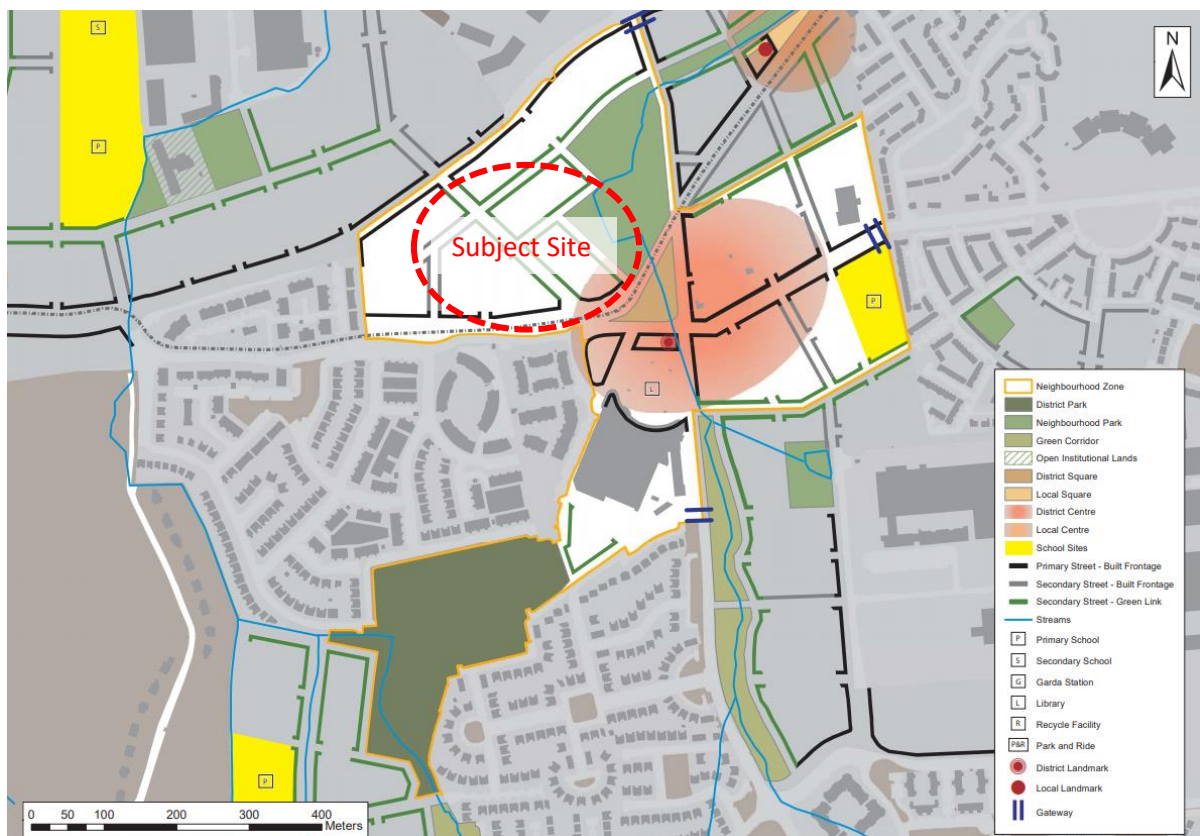 S
N
P
Subject Site
P
L
P
0 50 100 200 300 400
Meters
Neighbourhood Zone
District Park
Neighbourhood Park
Green Corridor
Open Institutional Lands
District Square
Local Square
District Centre
Local Centre
School Sites
Primary Street - Built Frontage
Secondary Street - Built Frontage
Secondary Street - Green Link
Streams
P Primary School
S Secondary School
G Garda Station
L Library
R Recycle Facility
P&R Park and Ride
District Landmark
Local Landmark
Gateway